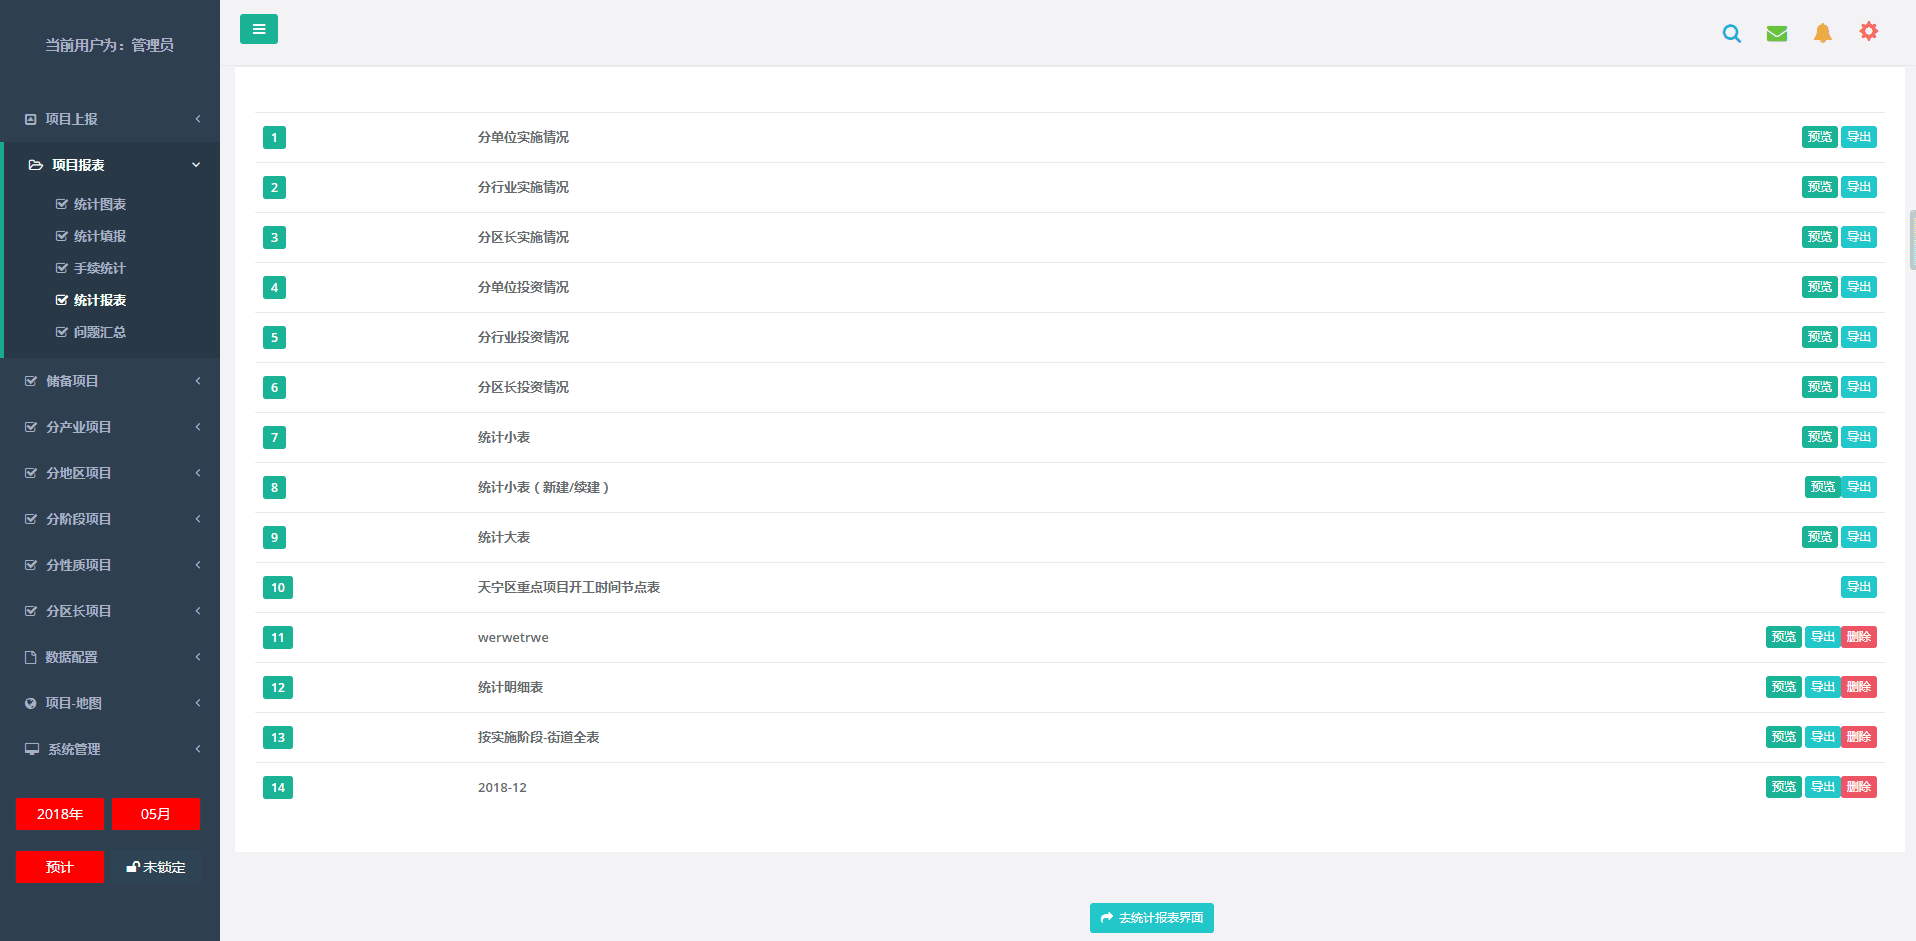 当前用户为：管理员
项目上报
项目报表
统计图表
统计填报
手续统计
统计报表
问题汇总
储备项目
分产业项目
分地区项目
分阶段项目
分性质项目
分区长项目
数据配置
项目-地图
系统管理
2018年 05月
预计 未锁定
1 分单位实施情况 预览 导出
2 分行业实施情况 预览 导出
3 分区长实施情况 预览 导出
4 分单位投资情况 预览 导出
5 分行业投资情况 预览 导出
6 分区长投资情况 预览 导出
7 统计小表 预览 导出
8 统计小表（新建/续建） 预览 导出
9 统计大表 预览 导出
10 天宁区重点项目开工时间节点表 导出
11 werwetrwe 预览 导出 删除
12 统计明细表 预览 导出 删除
13 按实施阶段-街道全表 预览 导出 删除
14 2018-12 预览 导出 删除
去统计报表界面